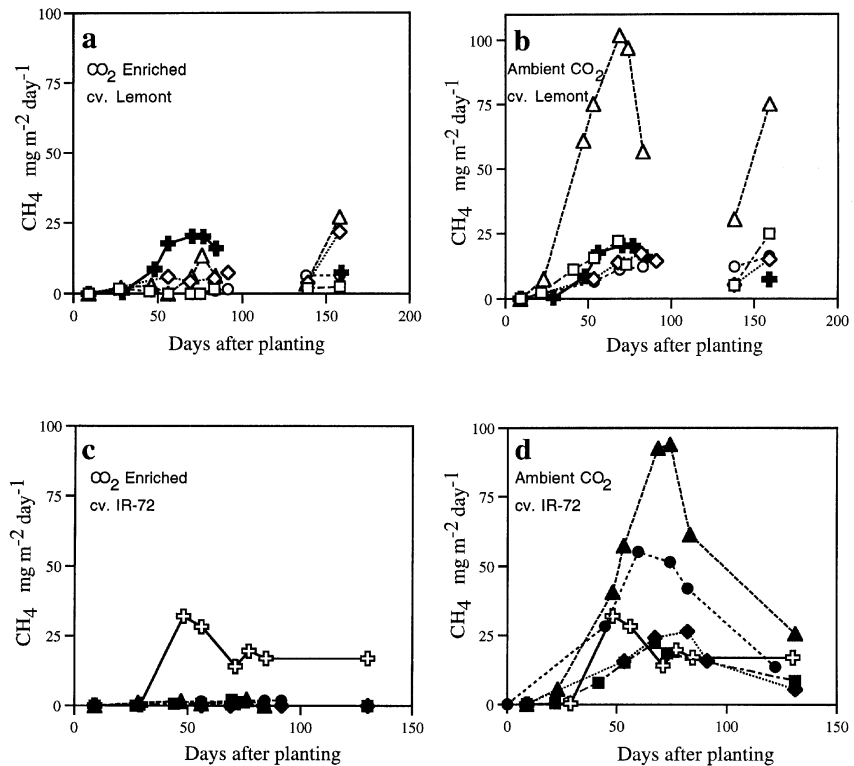 a
CO2 Enriched
cv. Lemont
100
75
50
25
0
CH4 mg m-2 day-1
0 50 100 150 200
Days after planting
b
Ambient CO2
cv. Lemont
100
75
50
25
0
CH4 mg m-2 day-1
0 50 100 150 200
Days after planting
c
CO2 Enriched
cv. IR-72
100
75
50
25
0
CH4 mg m-2 day-1
0 50 100 150
Days after planting
d
Ambient CO2
cv. IR-72
100
75
50
25
0
CH4 mg m-2 day-1
0 50 100 150
Days after planting